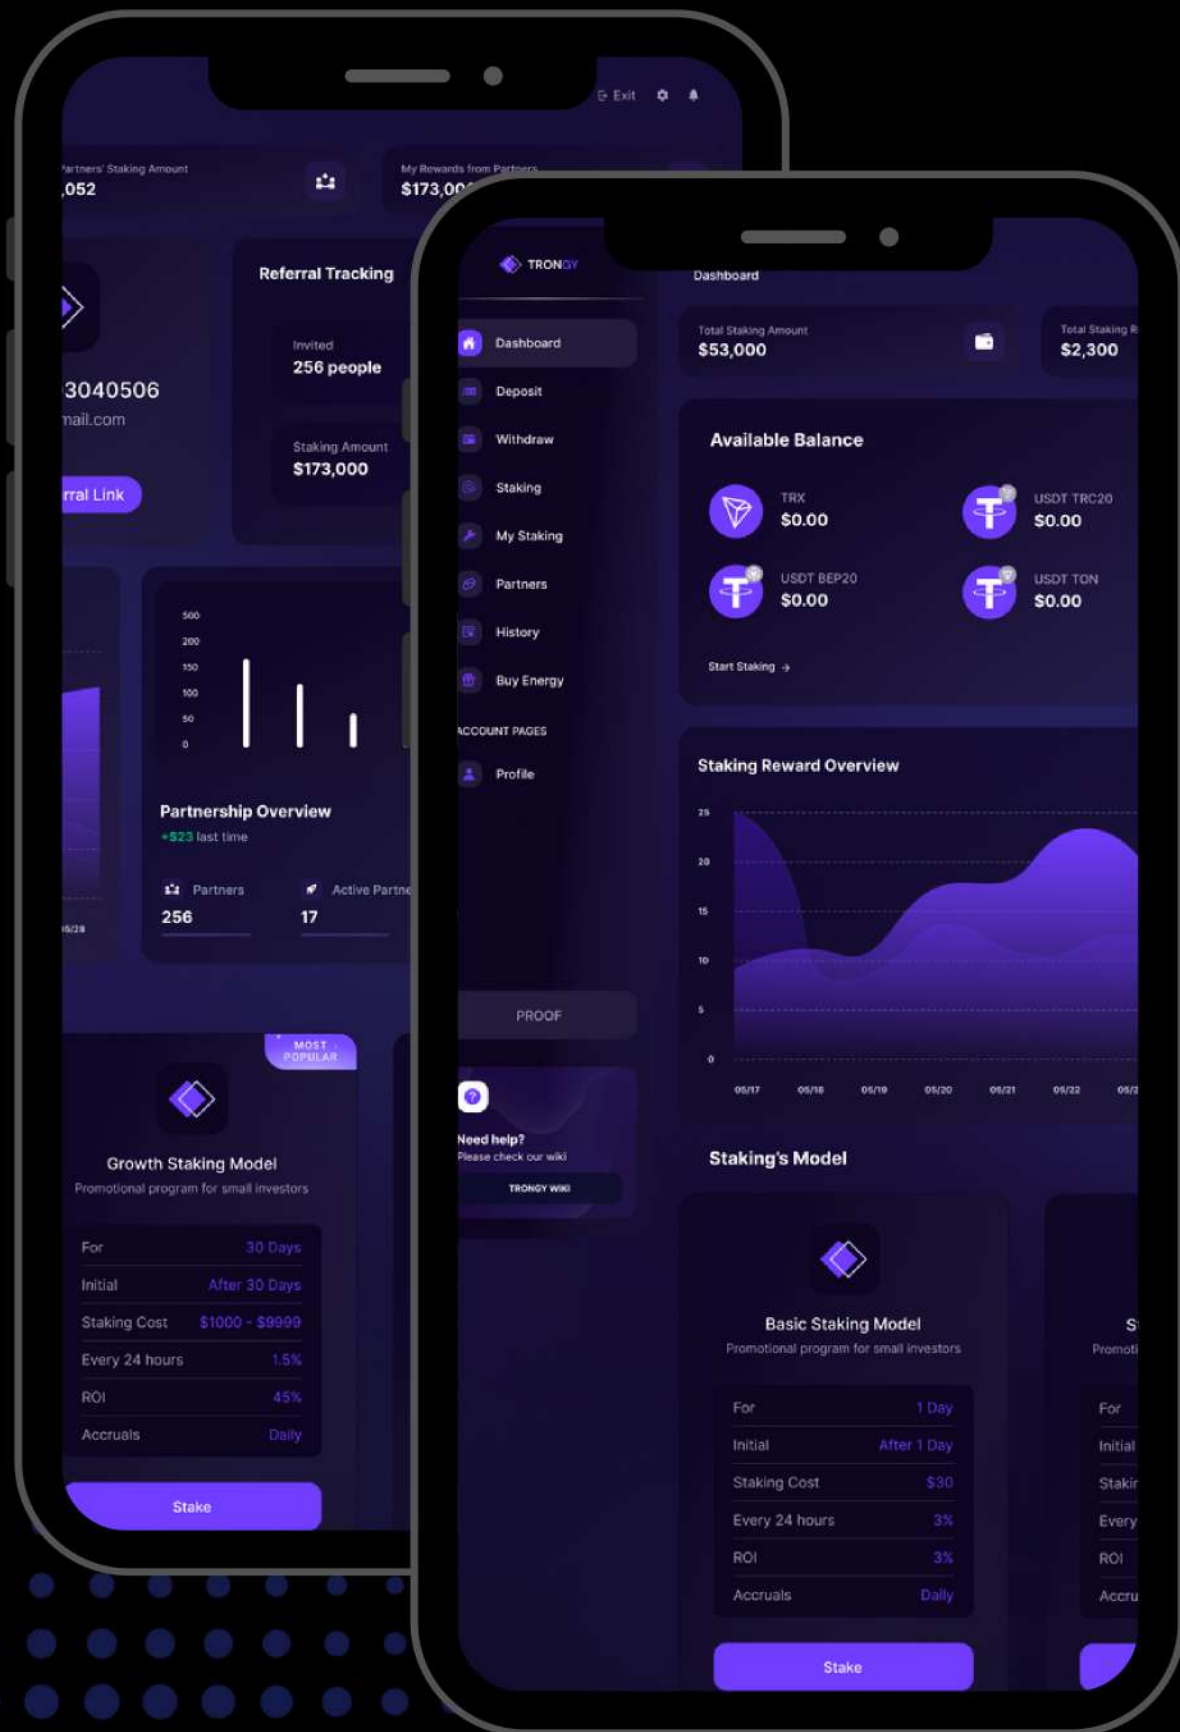 Exit
Partners' Staking Amount
,052
My Rewards from Partners
$173,00
Referral Tracking
Invited
256 people
3040506
mail.com
Staking Amount
$173,000
rral Link
500
200
150
100
50
0
Partnership Overview
+$23 last time
Partners
256
Active Partne
17
MOST
POPULAR
Growth Staking Model
Promotional program for small investors
For 30 Days
Initial After 30 Days
Staking Cost $1000 - $9999
Every 24 hours 1.5%
ROI 45%
Accruals Daily
Stake
TRONGY
Dashboard
Deposit
Withdraw
Staking
My Staking
Partners
History
Buy Energy
ACCOUNT PAGES
Profile
PROOF
Need help?
Please check our wiki
TRONGY WIKI
Dashboard
Total Staking Amount
$53,000
Total Staking R
$2,300
Available Balance
TRX
$0.00
USDT TRC20
$0.00
USDT BEP20
$0.00
USDT TON
$0.00
Start Staking →
Staking Reward Overview
25
20
15
10
5
0
05/17 05/18 05/19 05/20 05/21 05/22 05/2
Staking's Model
Basic Staking Model
Promotional program for small investors
For 1 Day
Initial After 1 Day
Staking Cost $30
Every 24 hours 3%
ROI 3%
Accruals Daily
Stake
S
Promoti
For
Initial
Stakin
Every
ROI
Accru